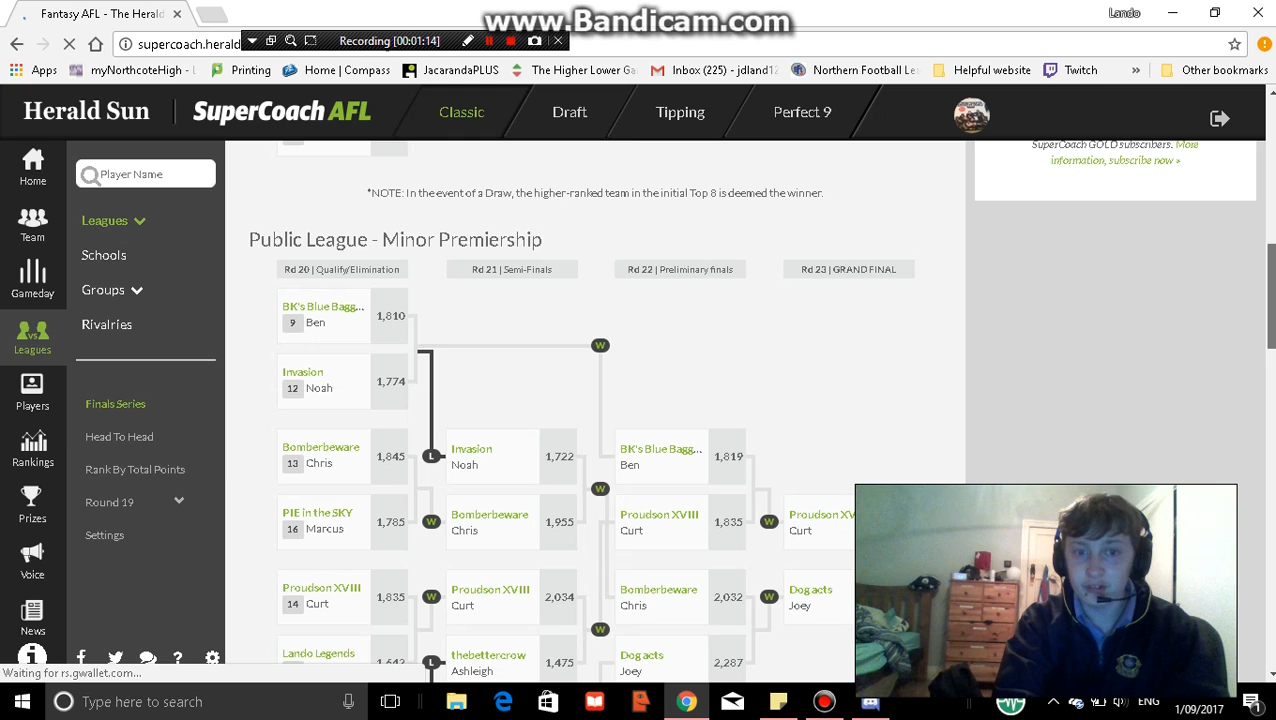 Fantasy AFL - The Herald
www.Bandicam.com
Lando
supercoach.herald
Recording [00:01:14]
Apps
myNorthcoteHigh - L
Printing
Home | Compass
JacarandaPLUS
The Higher Lower Ga
Inbox (225) - jdland12
Northern Football Lea
Helpful website
Twitch
»
Other bookmarks
Herald Sun
SuperCoach AFL
Classic
Draft
Tipping
Perfect 9
Home
Team
Gameday
vs
Leagues
Players
Rankings
Prizes
Voice
News
Player Name
Leagues
Schools
Groups
Rivalries
Finals Series
Head To Head
Rank By Total Points
Round 19
Settings
SuperCoach GOLD subscribers. More
information, subscribe now »
*NOTE: In the event of a Draw, the higher-ranked team in the initial Top 8 is deemed the winner.
Public League - Minor Premiership
Rd 20 | Qualify/Elimination
Rd 21 | Semi-Finals
Rd 22 | Preliminary finals
Rd 23 | GRAND FINAL
BK's Blue Bagg... 1,810
9 Ben
W
Invasion 1,774
12 Noah
Bomberbeware 1,845
13 Chris
L
Invasion 1,722
Noah
BK's Blue Bagg... 1,819
Ben
W
PIE in the SKY 1,785
16 Marcus
W
Bomberbeware 1,955
Chris
Proudson XVIII 1,835
Curt
W
Proudson XV
Curt
Proudson XVIII 1,835
14 Curt
W
Proudson XVIII 2,034
Curt
Bomberbeware 2,032
Chris
W
Dog acts
Joey
W
Lando Legends 1,642
L
thebettercrow 1,475
Ashleigh
Dog acts 2,287
Joey
Waiting for rs.gwallet.com...
Type here to search
ENG
1/09/2017